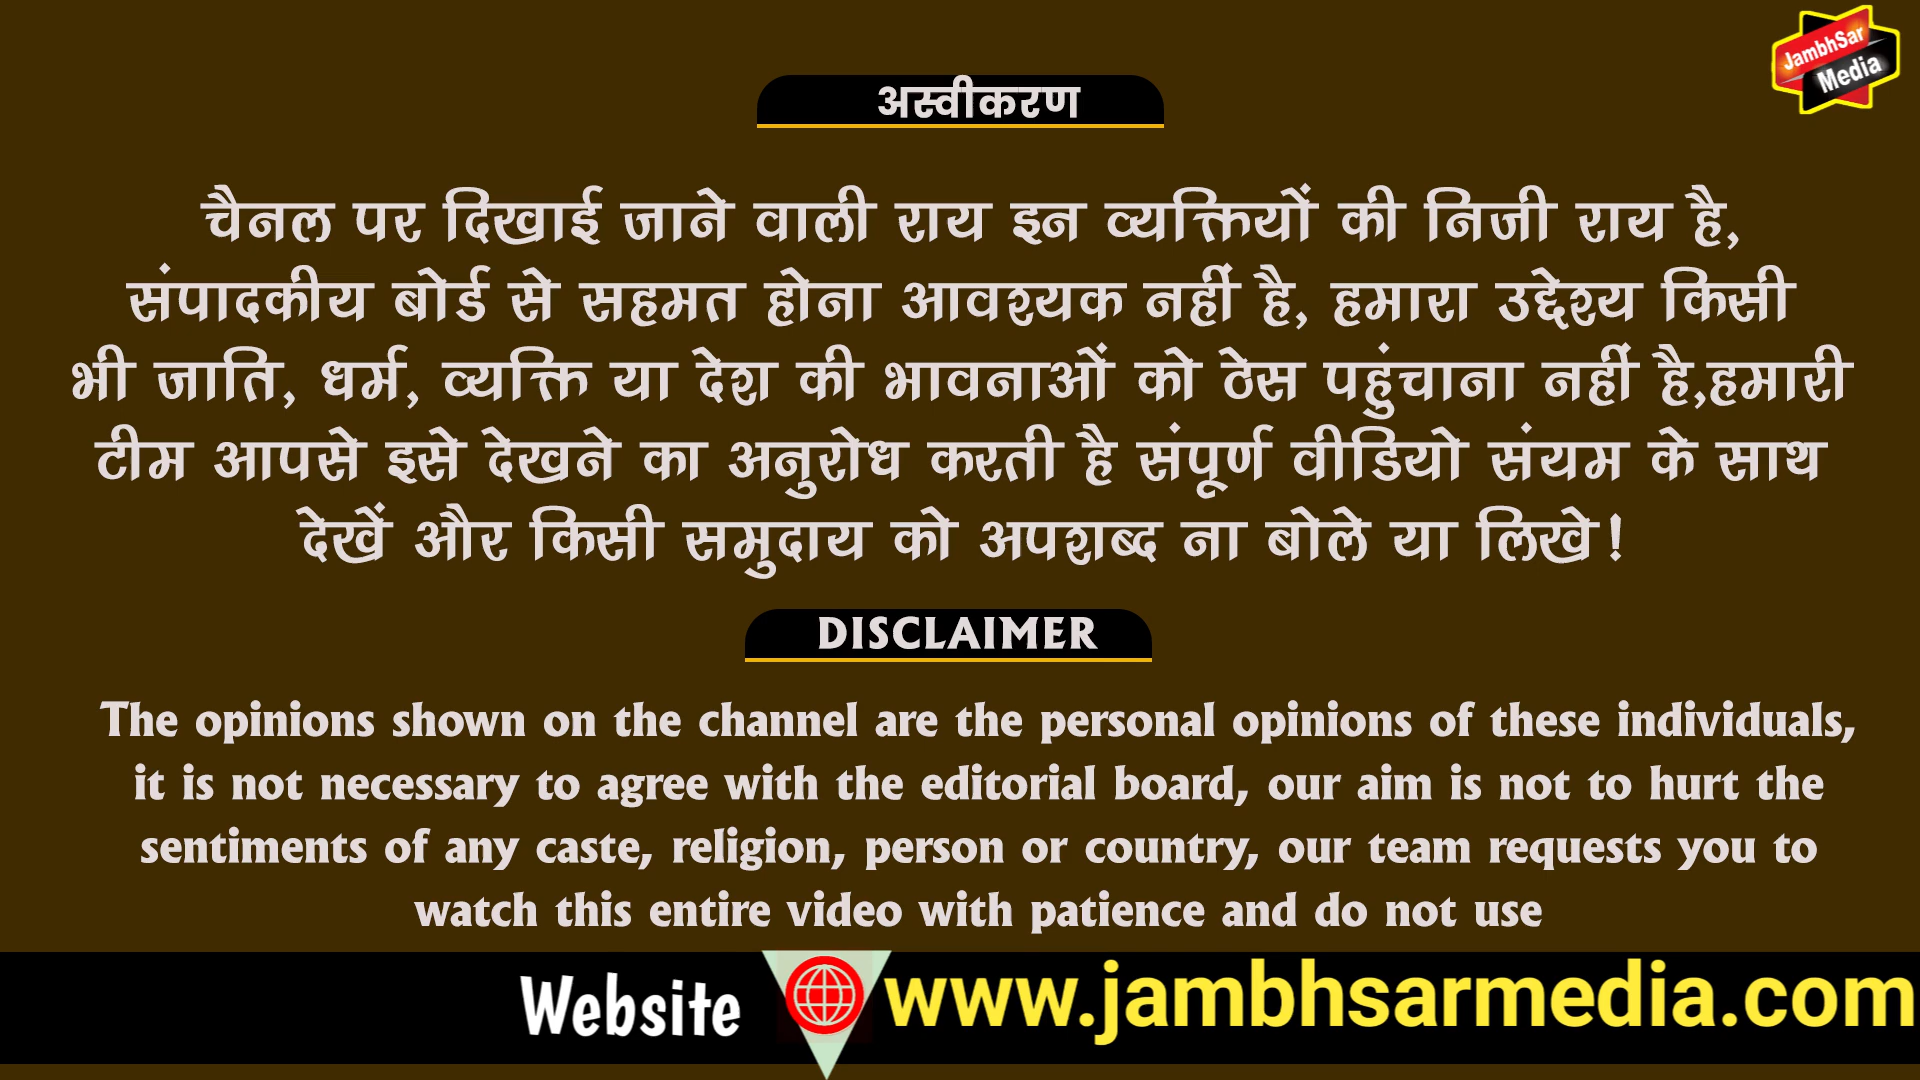 JambhSar
Media
अस्वीकरण
चैनल पर दिखाई जाने वाली राय इन व्यक्तियों की निजी राय है,
संपादकीय बोर्ड से सहमत होना आवश्यक नहीं है, हमारा उद्देश्य किसी
भी जाति, धर्म, व्यक्ति या देश की भावनाओं को ठेस पहुंचाना नहीं है,हमारी
टीम आपसे इसे देखने का अनुरोध करती है संपूर्ण वीडियो संयम के साथ
देखें और किसी समुदाय को अपशब्द ना बोले या लिखे!
DISCLAIMER
The opinions shown on the channel are the personal opinions of these individuals,
it is not necessary to agree with the editorial board, our aim is not to hurt the
sentiments of any caste, religion, person or country, our team requests you to
watch this entire video with patience and do not use
Website www.jambhsarmedia.com